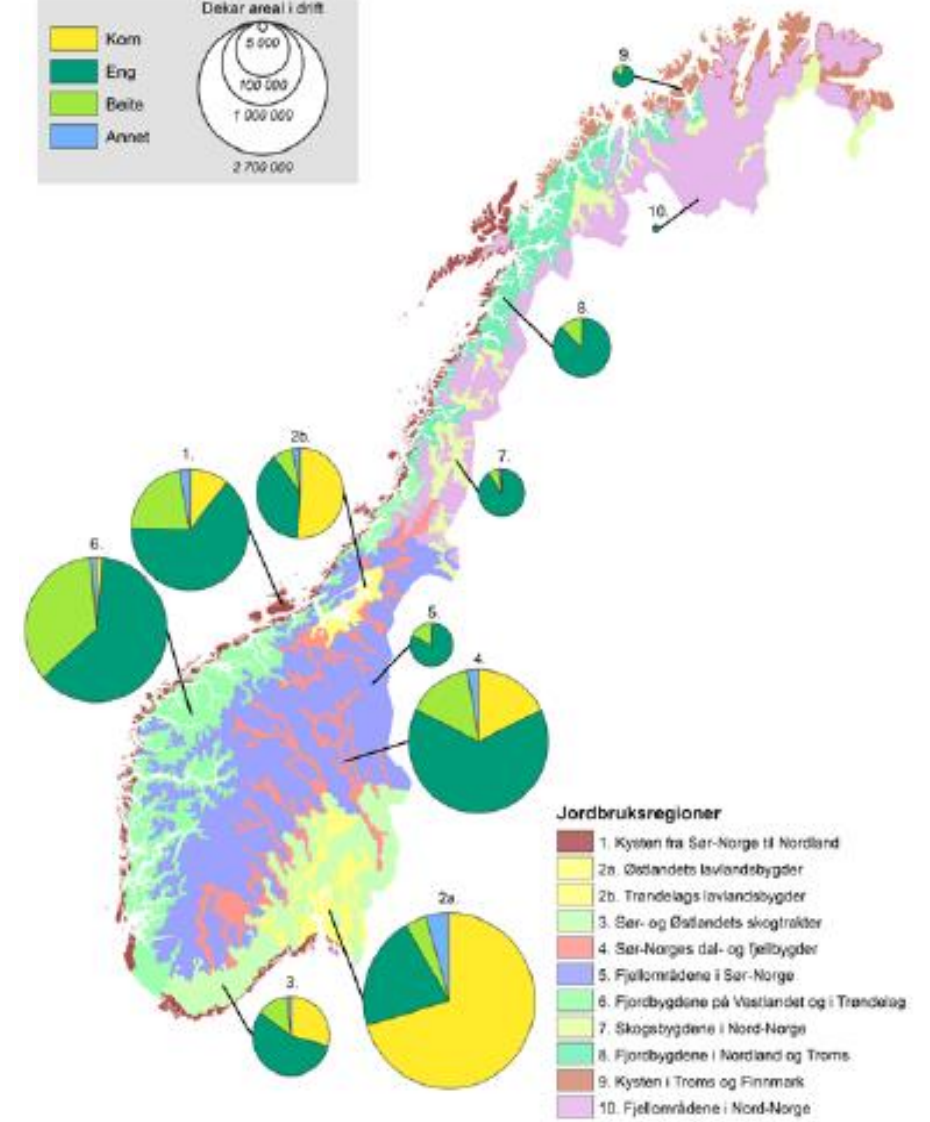 Dekar areal i drift
Korn
Eng
Beite
Annet
5 000
100 000
1 000 000
2 700 000
9.
10.
8.
2b.
1.
7.
6.
5.
4.
2a.
3.
Jordbruksregioner
1. Kysten fra Sør-Norge til Nordland
2a. Østlandets lavlandsbygder
2b. Trøndelags lavlandsbygder
3. Sør- og Østlandets skogtrakter
4. Sør-Norges dal- og fjellbygder
5. Fjellområdene i Sør-Norge
6. Fjordbygdene på Vestlandet og i Trøndelag
7. Skogsbygdene i Nord-Norge
8. Fjordbygdene i Nordland og Troms
9. Kysten i Troms og Finnmark
10. Fjellområdene i Nord-Norge